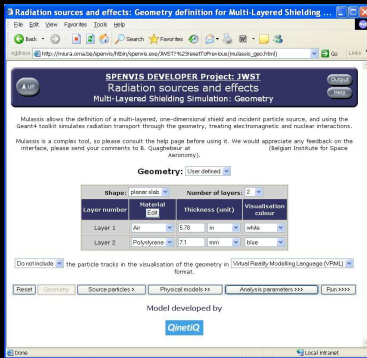 Radiation sources and effects: Geometry definition for Multi-Layered Shielding ...
File Edit View Favorites Tools Help
Back Search Favorites
Address http://miura.oma.be/spenvis/htbin/spenvis.exe/JWST?%23resetToPrevious(mulassis_geo.html) Go Links
UP
SPENVIS DEVELOPER Project: JWST
Radiation sources and effects
Multi-Layered Shielding Simulation: Geometry
Output
Help
Mulassis allows the definition of a multi-layered, one-dimensional shield and incident particle source, and using the
Geant4 toolkit simulates radiation transport through the geometry, treating electromagnetic and nuclear interactions.
Mulassis is a complex tool, so please consult the help page before using it. We would appreciate any feedback on the
interface, please send your comments to B. Quaghebeur at (Belgian Institute for Space
Aeronomy).
Geometry: User defined
Shape: planar slab Number of layers: 2
Layer number Material Edit Thickness (unit) Visualisation colour
Layer 1 Air 5.78 m white
Layer 2 Polystyrene 7.1 mm blue
Do not include the particle tracks in the visualisation of the geometry in Virtual Reality Modelling Language (VRML)
format.
Reset Geometry Source particles > Physical models >> Analysis parameters >>> Run >>>>
Model developed by
QinetiQ
Done Local intranet